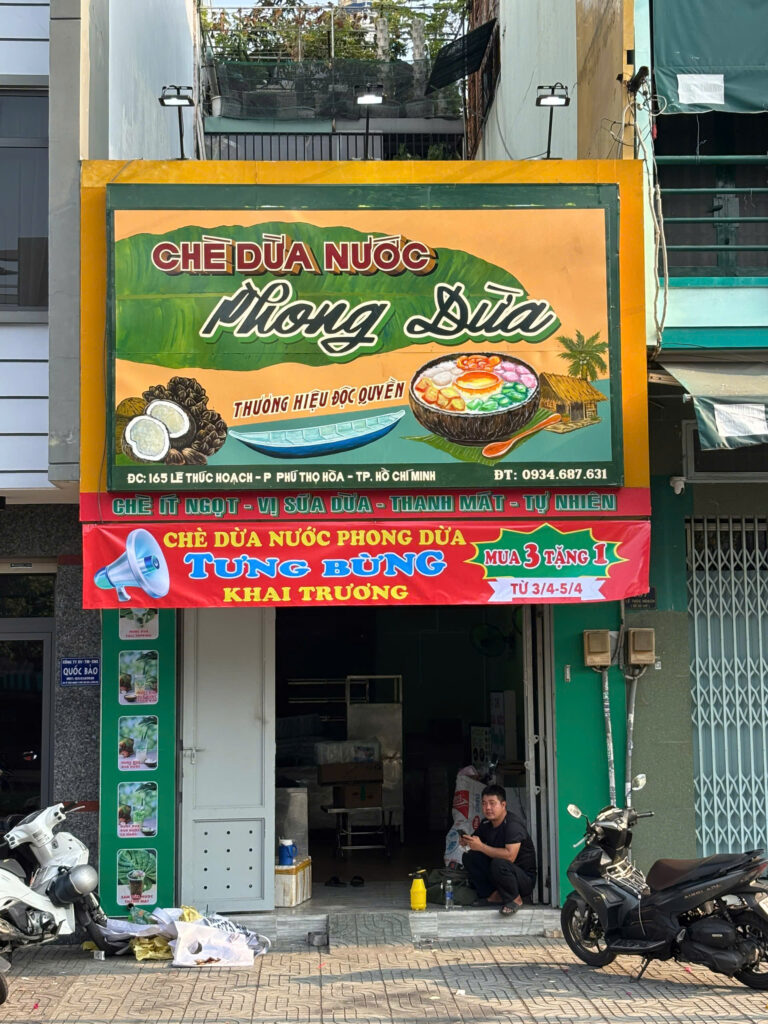 CHÈ DỪA NƯỚC
Phong Dừa
THƯƠNG HIỆU ĐỘC QUYỀN
ĐC: 165 LÊ THÚC HOẠCH - P PHÚ THỌ HÒA - TP. HỒ CHÍ MINH
ĐT: 0934.687.631
CHÈ ÍT NGỌT - VỊ SỮA DỪA - THANH MÁT - TỰ NHIÊN
CHÈ DỪA NƯỚC PHONG DỪA
TƯNG BỪNG
KHAI TRƯƠNG
MUA 3 TẶNG 1
TỪ 3/4-5/4
QUỐC BẢO
AIRBLADE